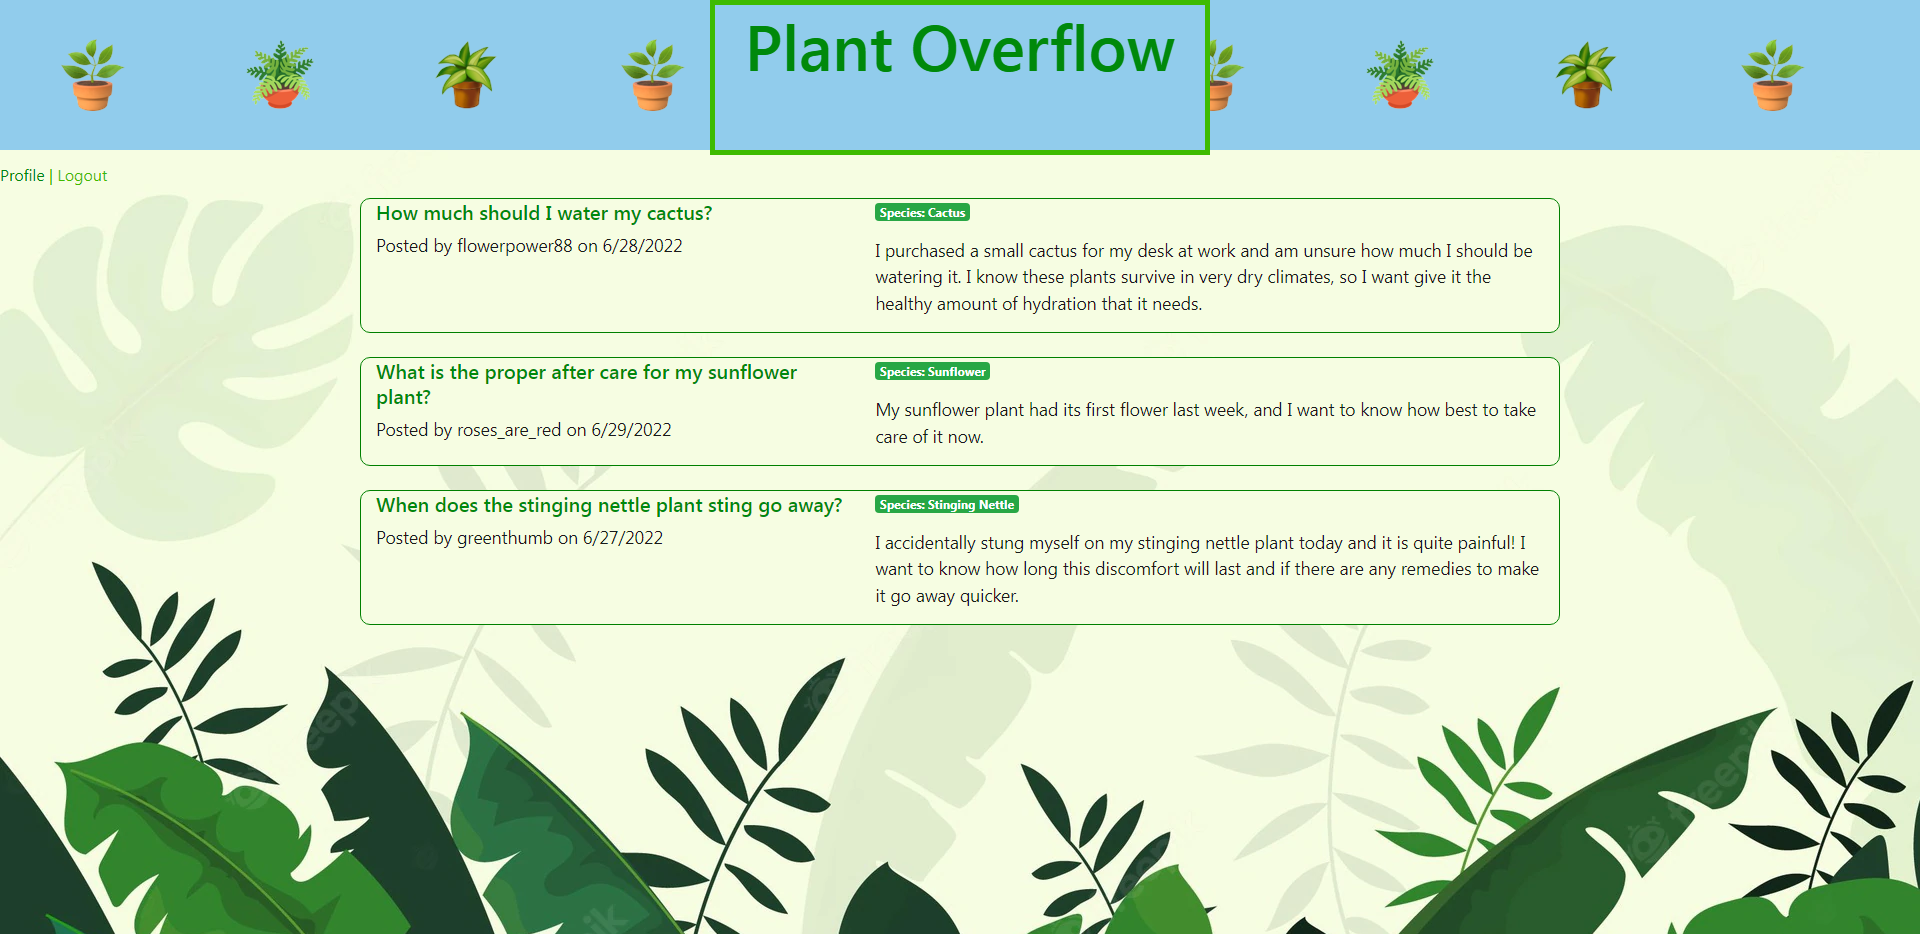 Plant Overflow
Profile | Logout
How much should I water my cactus?
Posted by flowerpower88 on 6/28/2022
Species: Cactus
I purchased a small cactus for my desk at work and am unsure how much I should be
watering it. I know these plants survive in very dry climates, so I want give it the
healthy amount of hydration that it needs.
What is the proper after care for my sunflower
plant?
Posted by roses_are_red on 6/29/2022
Species: Sunflower
My sunflower plant had its first flower last week, and I want to know how best to take
care of it now.
When does the stinging nettle plant sting go away?
Posted by greenthumb on 6/27/2022
Species: Stinging Nettle
I accidentally stung myself on my stinging nettle plant today and it is quite painful! I
want to know how long this discomfort will last and if there are any remedies to make
it go away quicker.